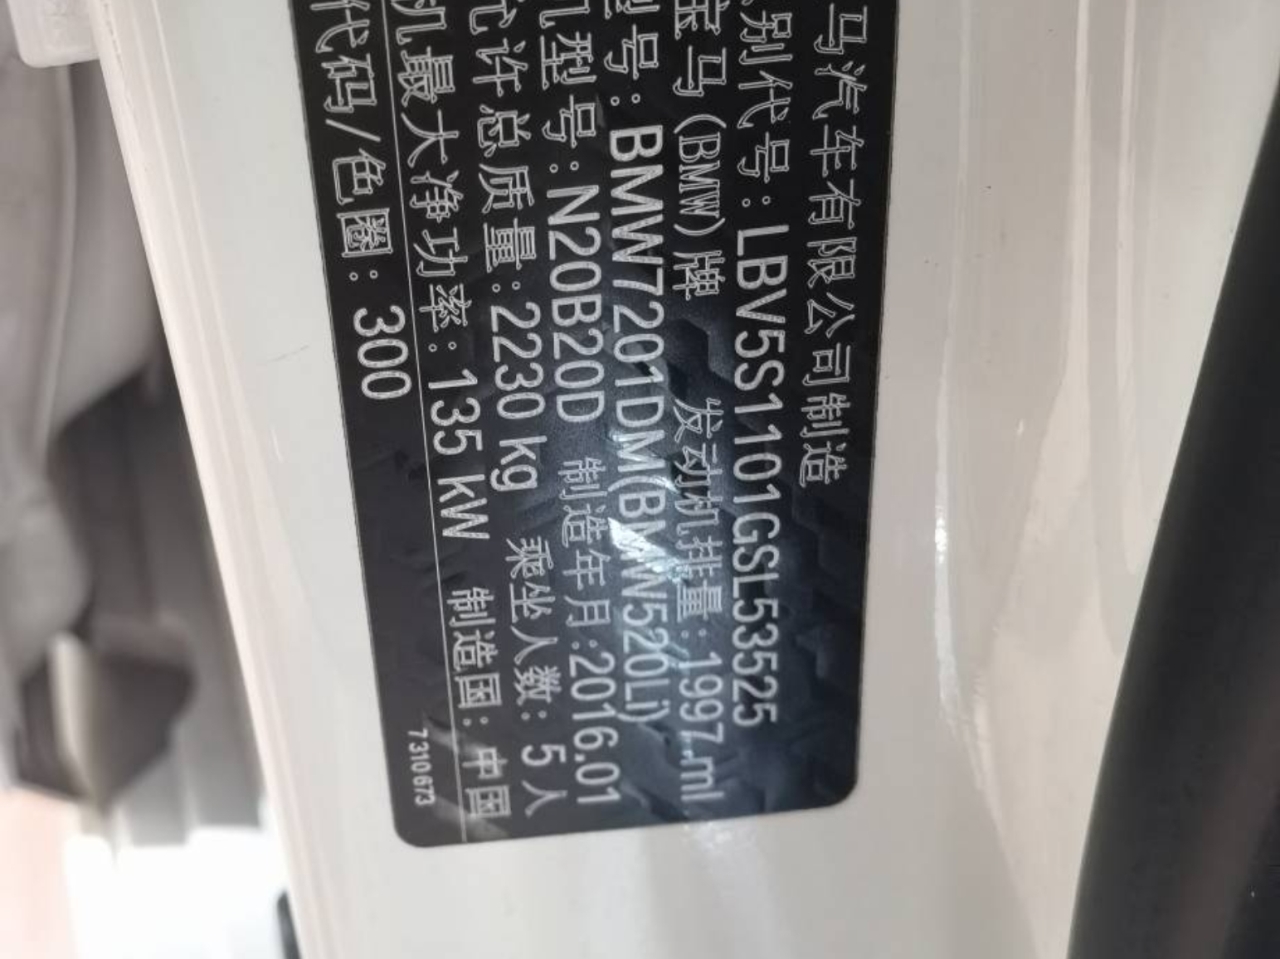 马汽车有限公司制造
别代号:LBV5S1101GSL53525
宝马(BMW)牌 发动机排量:1997 ml
型号:BMW7201DM(BMW520Li)
机型号:N20B20D 制造年月:2016.01
允许总质量:2230 kg 乘坐人数:5人
机最大净功率:135 kW 制造国:中国
代码/色圈:300
7310673